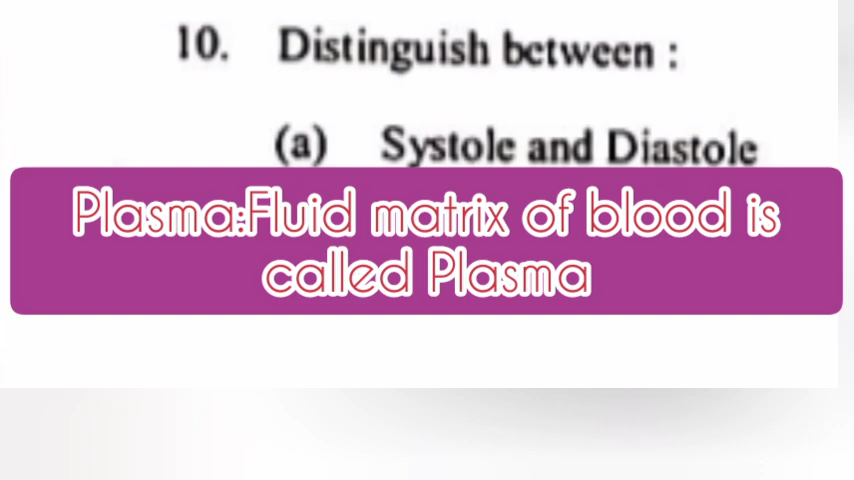 10. Distinguish between :
(a) Systole and Diastole
Plasma:Fluid matrix of blood is
called Plasma